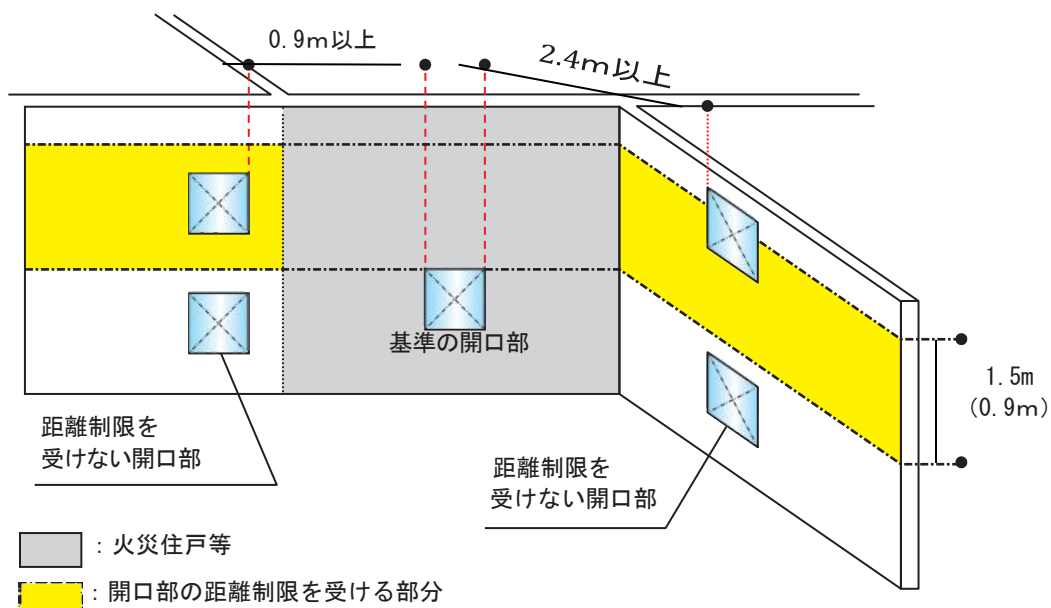 0.9m以上
2.4m以上
基準の開口部
1.5m
(0.9m)
距離制限を
受けない開口部
距離制限を
受けない開口部
：火災住戸等
：開口部の距離制限を受ける部分